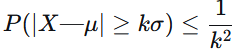 P(|X—μ| ≥ kσ) ≤ 1/k²